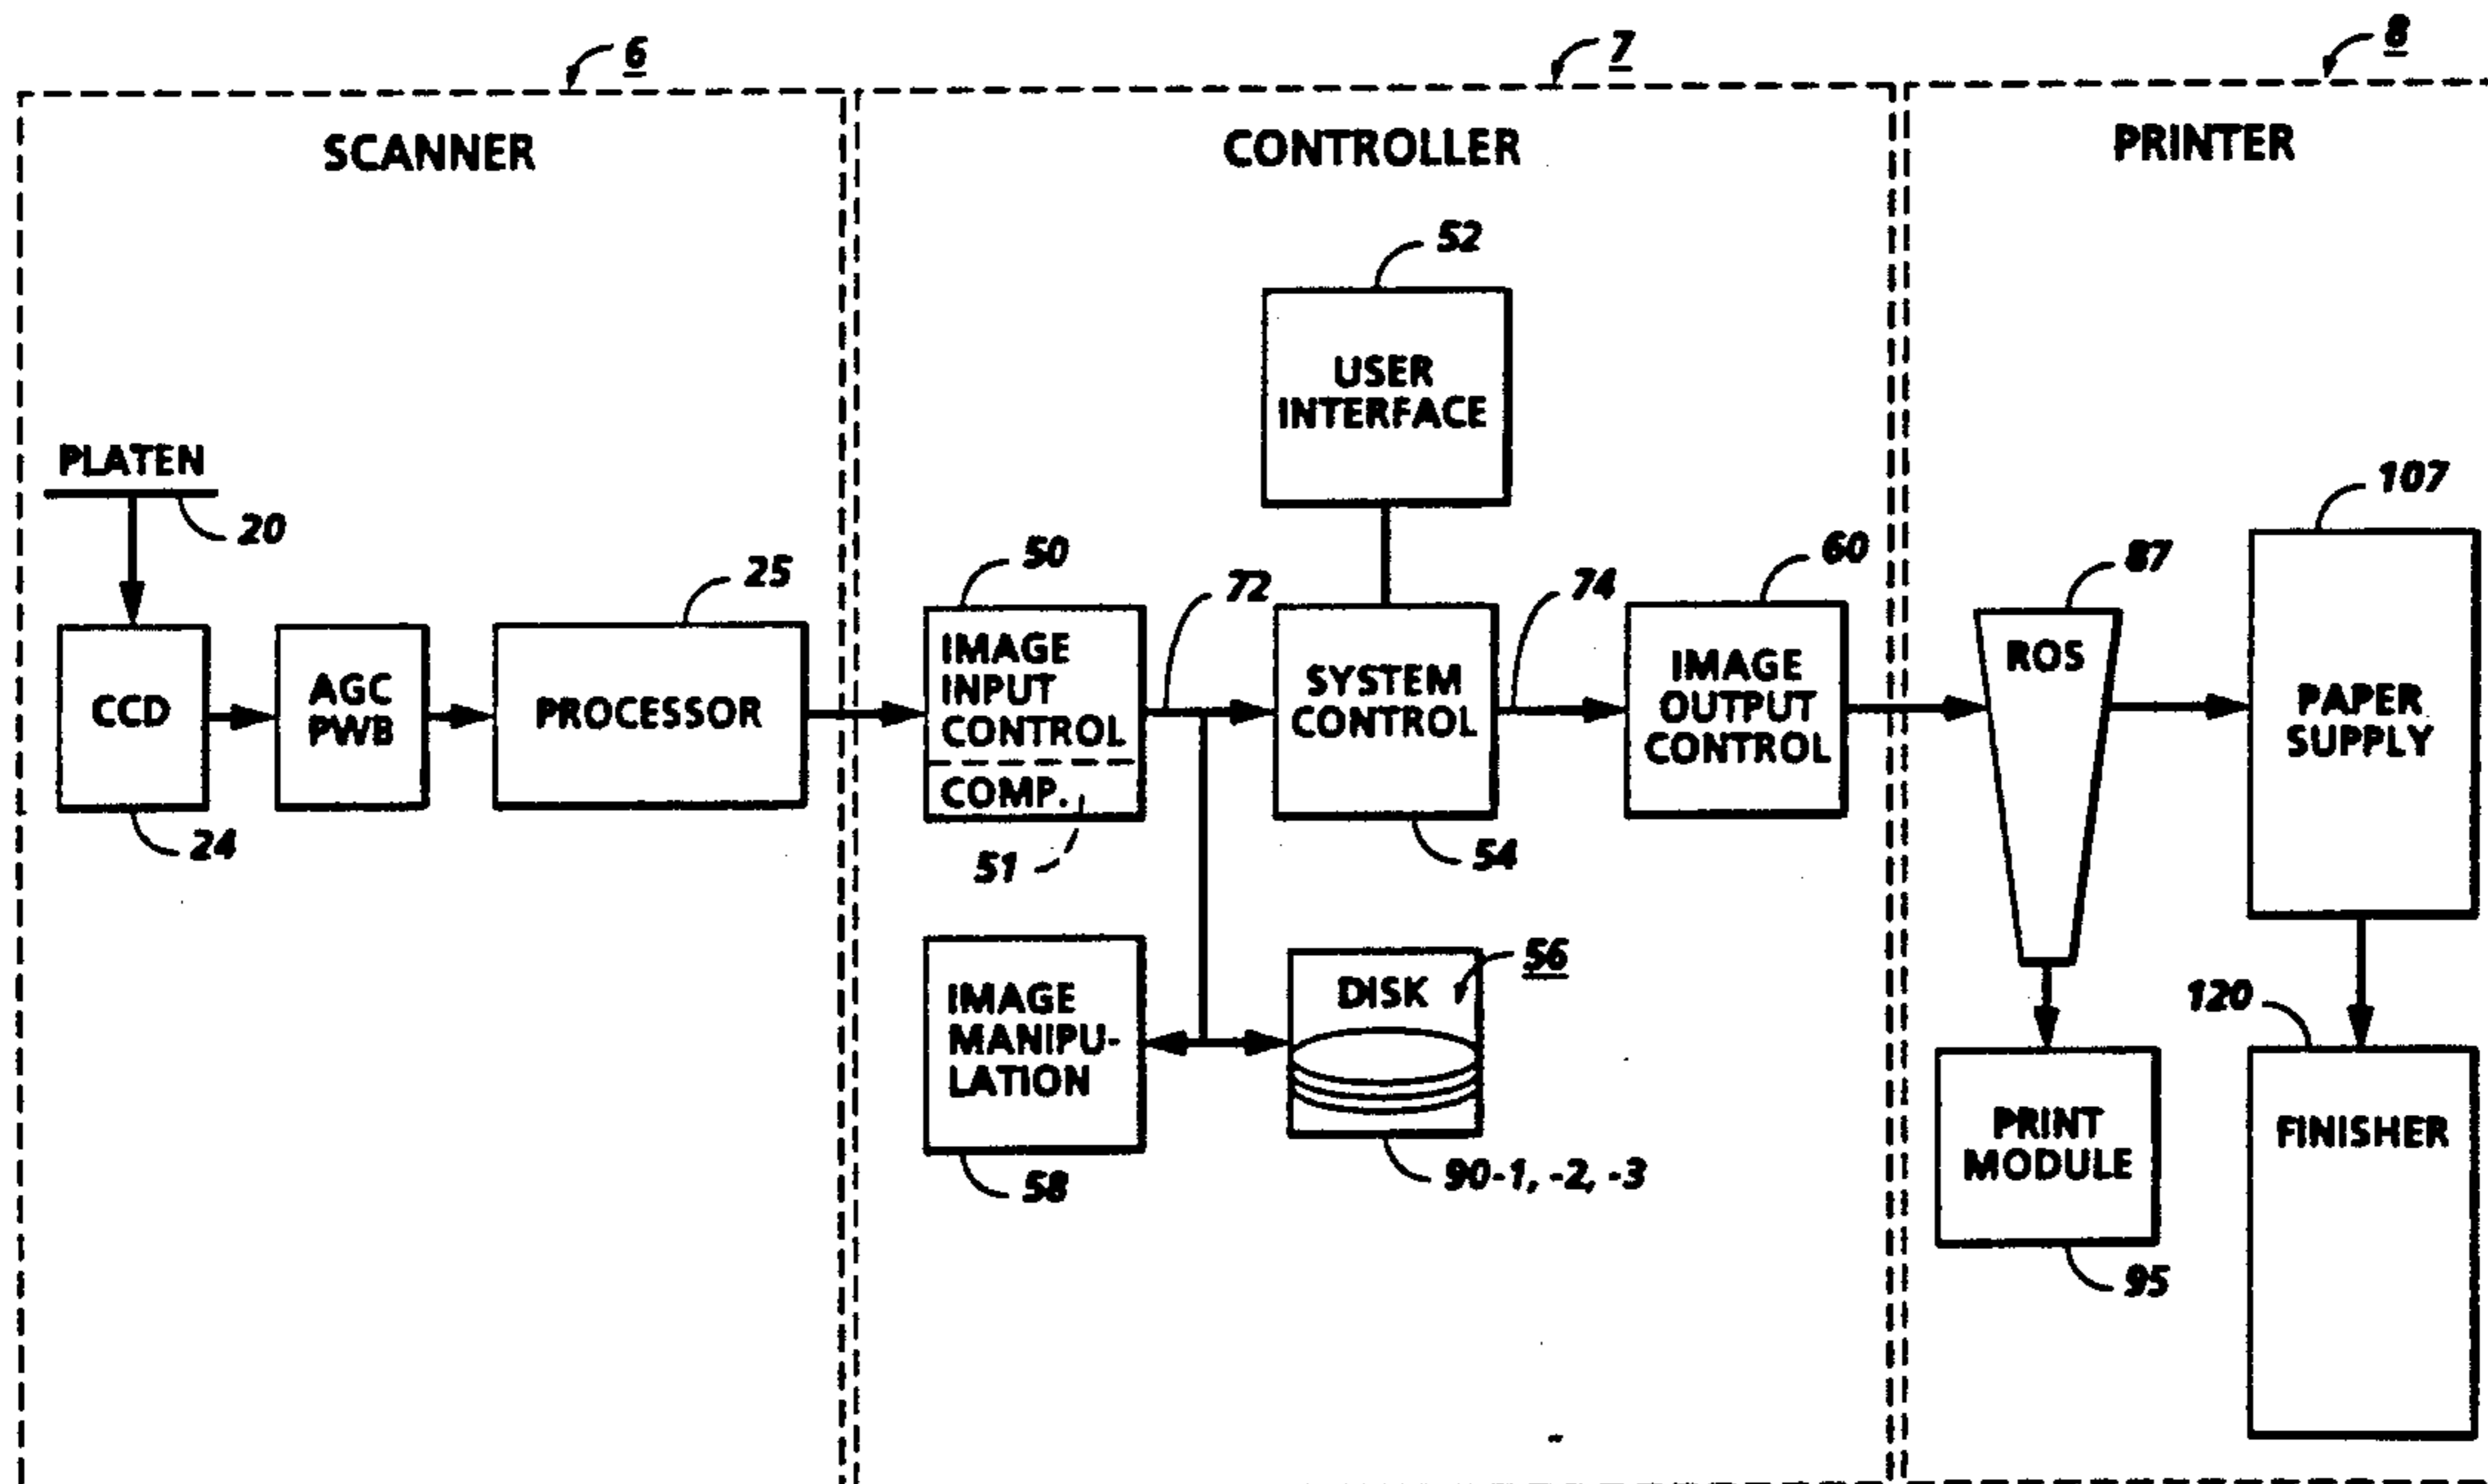 6
7
8
SCANNER
CONTROLLER
PRINTER
52
USER
INTERFACE
PLATEN
20
CCD
24
AGC
PWB
25
PROCESSOR
50
IMAGE
INPUT
CONTROL
COMP.
51
72
SYSTEM
CONTROL
54
74
60
IMAGE
OUTPUT
CONTROL
87
ROS
107
PAPER
SUPPLY
IMAGE
MANIPU-
LATION
58
DISK
56
90-1, -2, -3
PRINT
MODULE
95
120
FINISHER